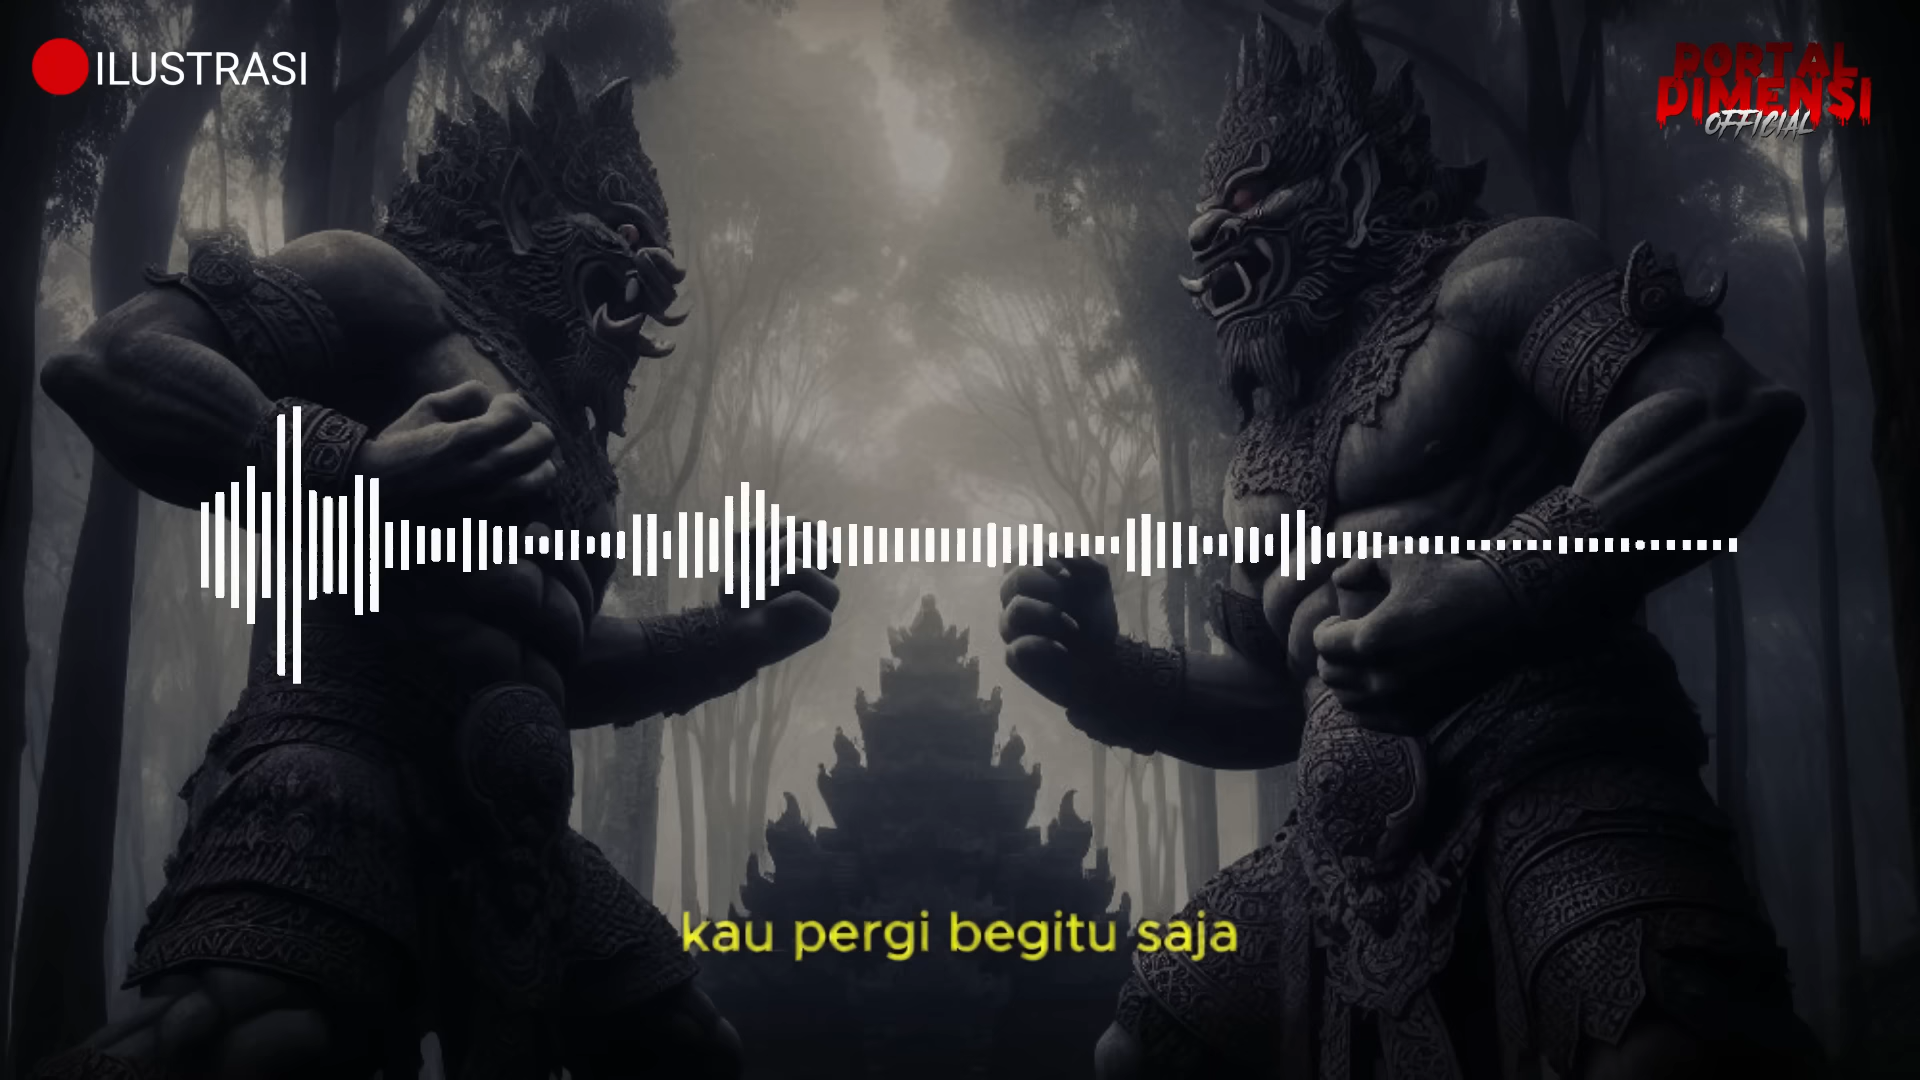 ILUSTRASI
PORTAL
DIMENSI
OFFICIAL
kau pergi begitu saja